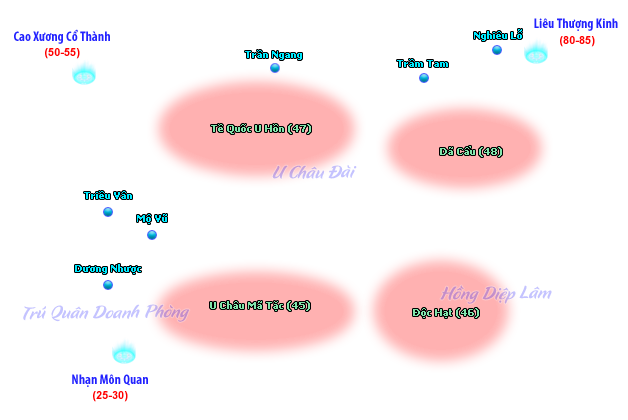 Liêu Thượng Kinh
(80-85)
Nghiêu Lỗ
Cao Xương Cổ Thành
(50-55)
Trần Ngang
Trầm Tam
Tề Quốc U Hồn (47)
Dã Cẩu (48)
U Châu Đài
Triệu Vân
Mộ Vũ
Dương Nhược
Hồng Diệp Lâm
U Châu Mã Tặc (45)
Độc Hạt (46)
Trú Quân Doanh Phòng
Nhạn Môn Quan
(25-30)